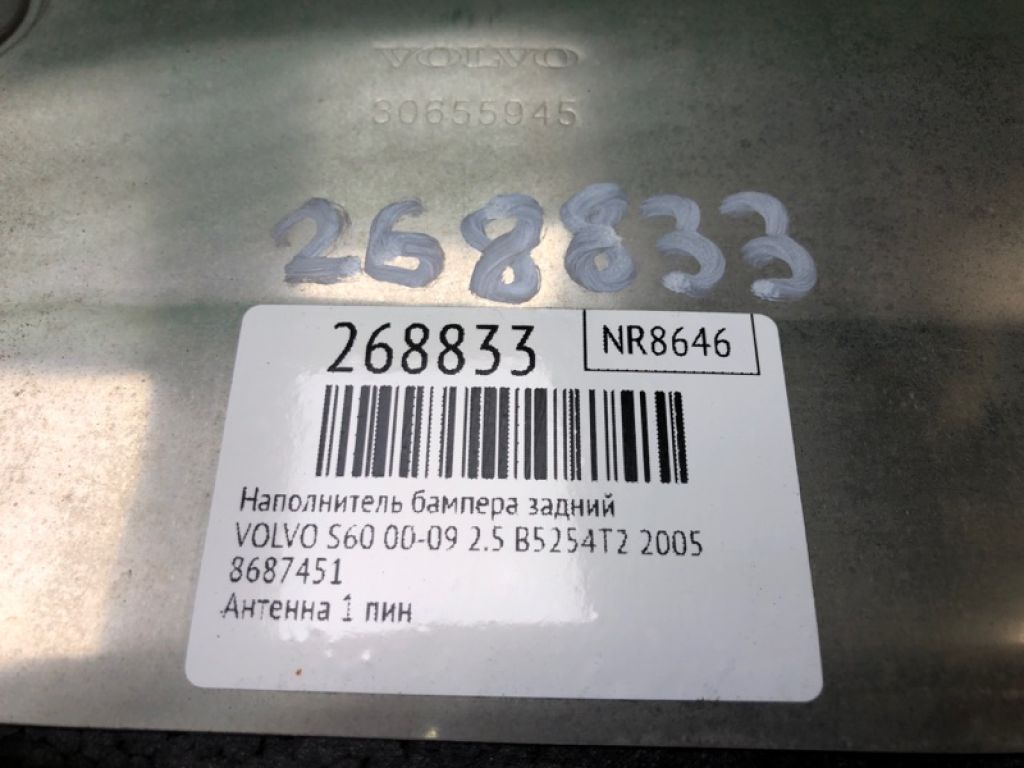 VOLVO
30655945
268833
268833
NR8646
Наполнитель бампера задний
VOLVO S60 00-09 2.5 B5254T2 2005
8687451
Антенна 1 пин